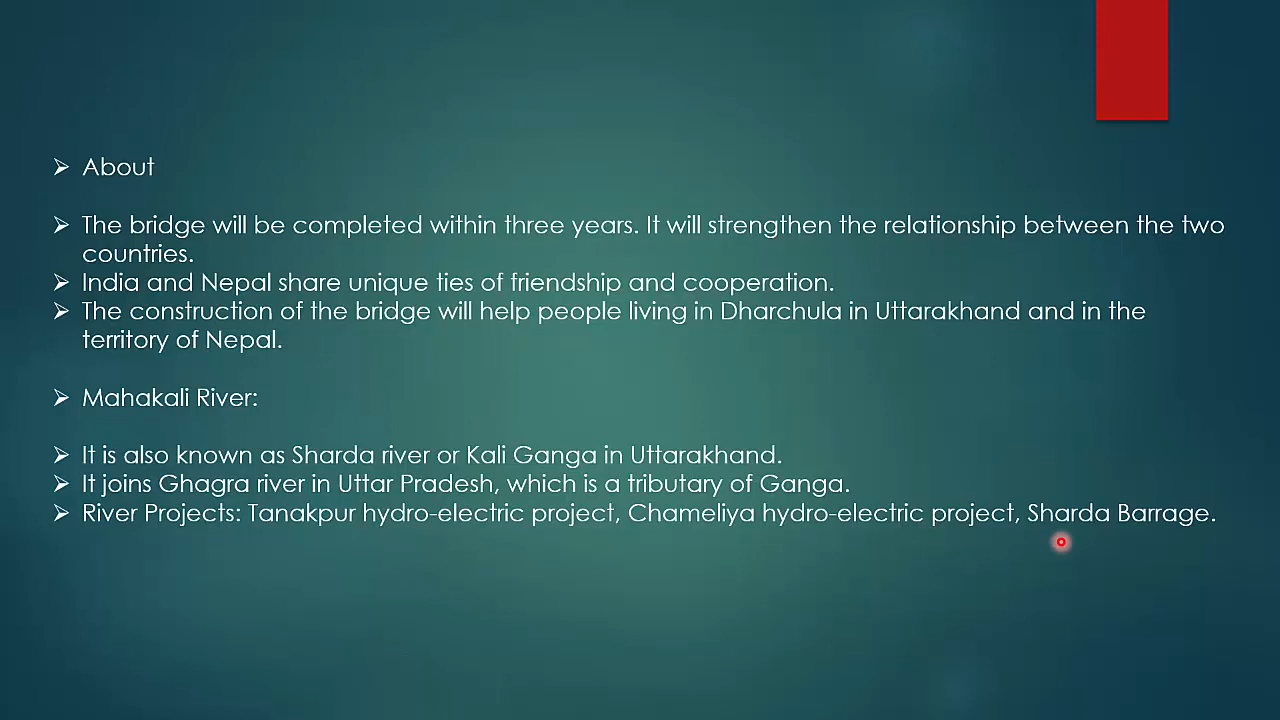 ➢ About
➢ The bridge will be completed within three years. It will strengthen the relationship between the two
countries.
➢ India and Nepal share unique ties of friendship and cooperation.
➢ The construction of the bridge will help people living in Dharchula in Uttarakhand and in the
territory of Nepal.
➢ Mahakali River:
➢ It is also known as Sharda river or Kali Ganga in Uttarakhand.
➢ It joins Ghagra river in Uttar Pradesh, which is a tributary of Ganga.
➢ River Projects: Tanakpur hydro-electric project, Chameliya hydro-electric project, Sharda Barrage.